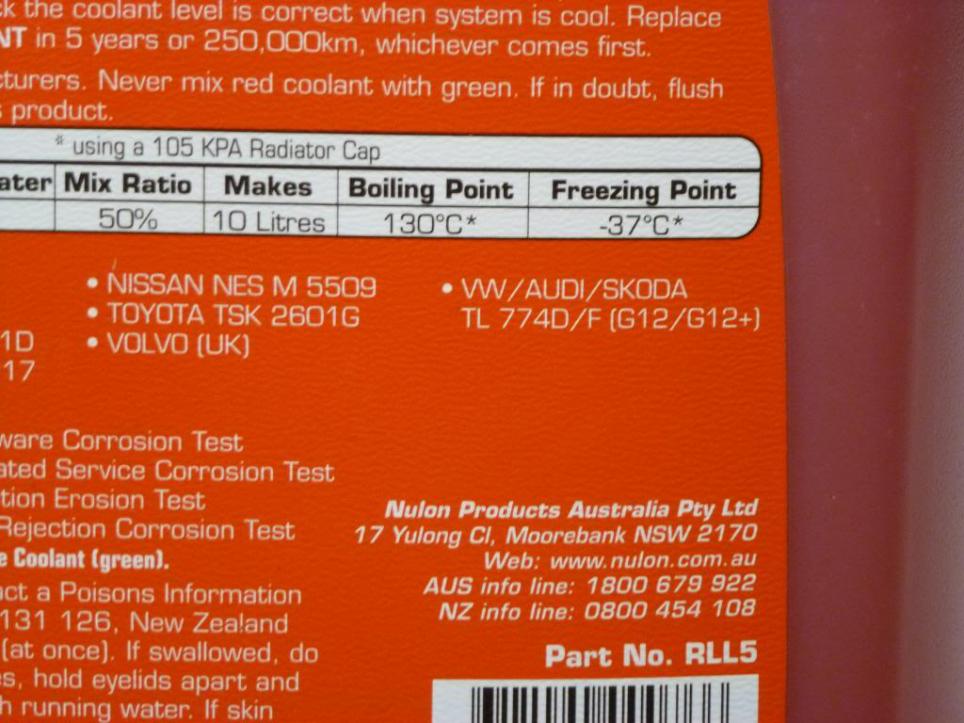 the coolant level is correct when system is cool. Replace
NT in 5 years or 250,000km, whichever comes first.
cturers. Never mix red coolant with green. If in doubt, flush
s product.
* using a 105 KPA Radiator Cap
ater Mix Ratio Makes Boiling Point Freezing Point
50% 10 Litres 130°C* -37°C*
• NISSAN NES M 5509
• TOYOTA TSK 2601G
• VOLVO (UK)
1D
17
• VW/AUDI/SKODA
TL 774D/F (G12/G12+)
ware Corrosion Test
ated Service Corrosion Test
tion Erosion Test
Rejection Corrosion Test
e Coolant (green).
act a Poisons Information
131 126, New Zealand
(at once). If swallowed, do
es, hold eyelids apart and
h running water. If skin
Nulon Products Australia Pty Ltd
17 Yulong Cl, Moorebank NSW 2170
Web: www.nulon.com.au
AUS info line: 1800 679 922
NZ info line: 0800 454 108
Part No. RLL5